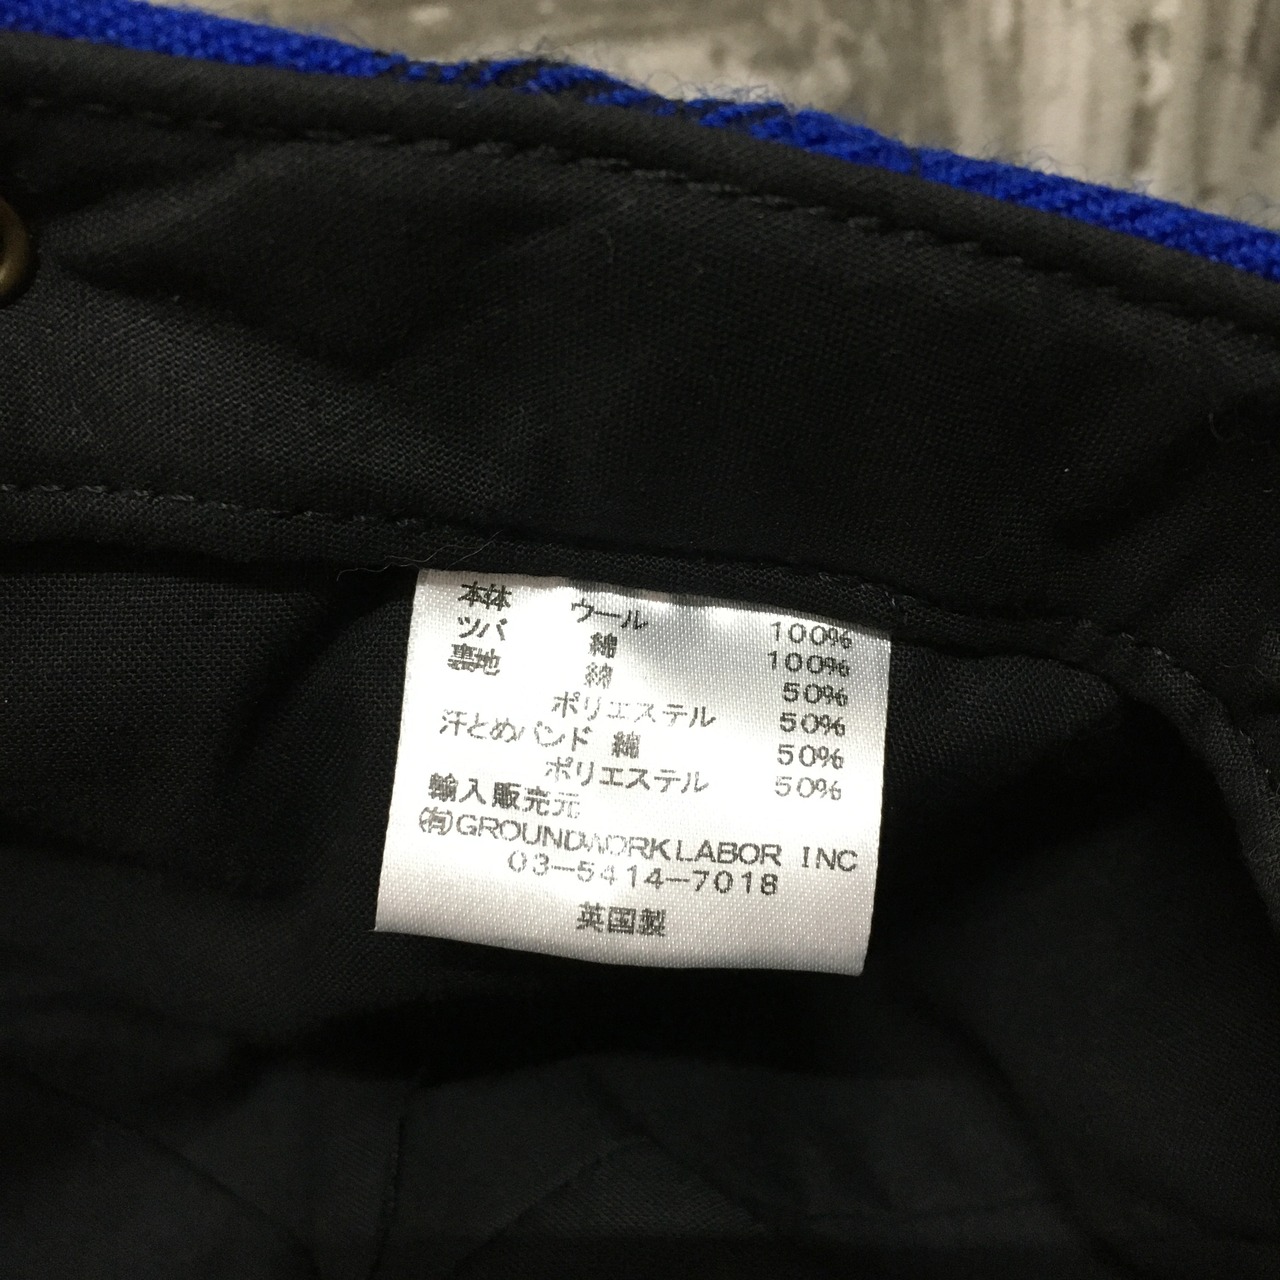 本体 ウール 100%
ツバ 綿 100%
裏地 綿 50%
ポリエステル 50%
汗とめバンド 綿 50%
ポリエステル 50%
輸入販売元
㈲GROUNDWORKLABOR INC
03-5414-7018
英国製